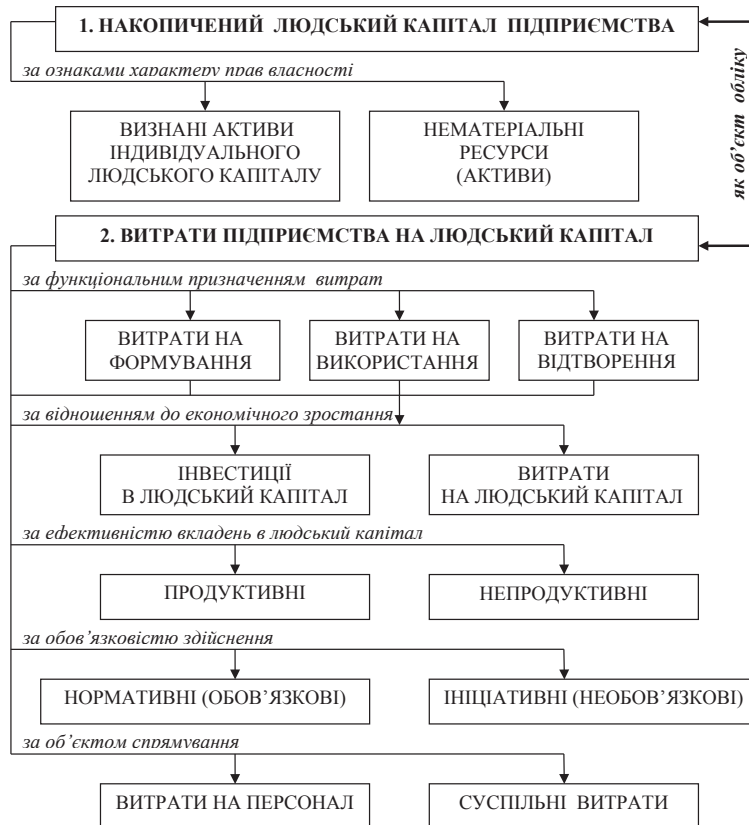 1. НАКОПИЧЕНИЙ ЛЮДСЬКИЙ КАПІТАЛ ПІДПРИЄМСТВА
за ознаками характеру прав власності
ВИЗНАНІ АКТИВИ
ІНДИВІДУАЛЬНОГО
ЛЮДСЬКОГО КАПІТАЛУ
НЕМАТЕРІАЛЬНІ
РЕСУРСИ
(АКТИВИ)
як об’єкт обліку
2. ВИТРАТИ ПІДПРИЄМСТВА НА ЛЮДСЬКИЙ КАПІТАЛ
за функціональним призначенням витрат
ВИТРАТИ НА
ФОРМУВАННЯ
ВИТРАТИ НА
ВИКОРИСТАННЯ
ВИТРАТИ НА
ВІДТВОРЕННЯ
за відношенням до економічного зростання
ІНВЕСТИЦІЇ
В ЛЮДСЬКИЙ КАПІТАЛ
ВИТРАТИ
НА ЛЮДСЬКИЙ КАПІТАЛ
за ефективністю вкладень в людський капітал
ПРОДУКТИВНІ
НЕПРОДУКТИВНІ
за обов’язковістю здійснення
НОРМАТИВНІ (ОБОВ’ЯЗКОВІ)
ІНІЦІАТИВНІ (НЕОБОВ’ЯЗКОВІ)
за об’єктом спрямування
ВИТРАТИ НА ПЕРСОНАЛ
СУСПІЛЬНІ ВИТРАТИ